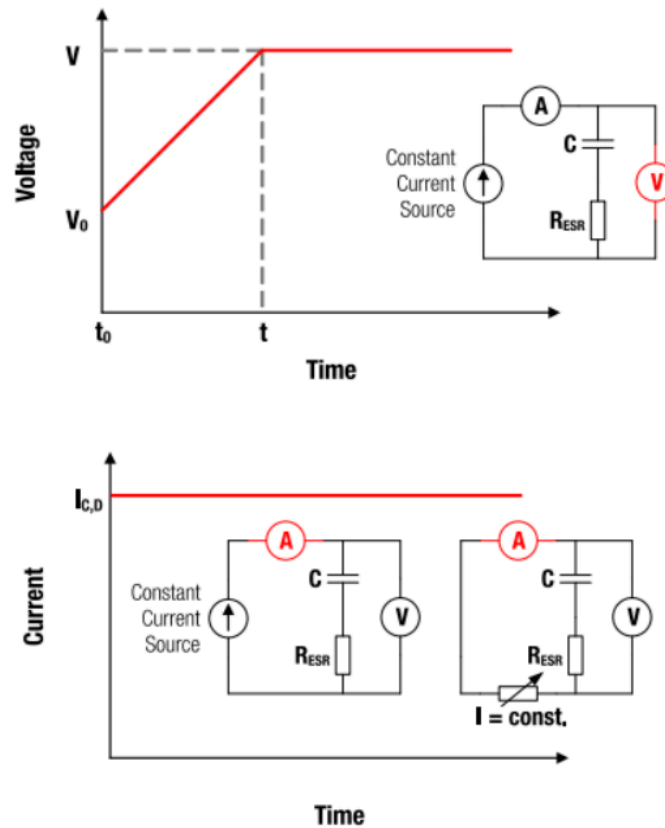 V
Voltage
V₀
t₀
t
Time
A
C
Constant
Current
Source
V
R_ESR
I_C,D
Current
A
C
Constant
Current
Source
V
R_ESR
A
C
V
R_ESR
I = const.
Time